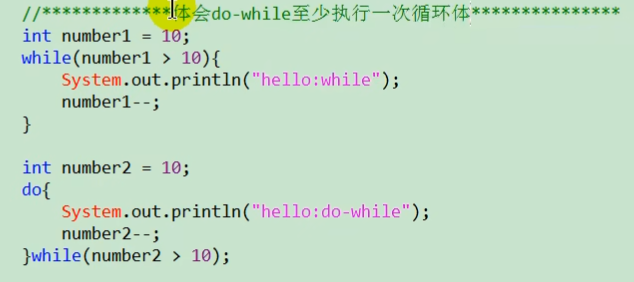 //*************体会do-while至少执行一次循环体***************
int number1 = 10;
while(number1 > 10){
System.out.println("hello:while");
number1--;
}
int number2 = 10;
do{
System.out.println("hello:do-while");
number2--;
}while(number2 > 10);